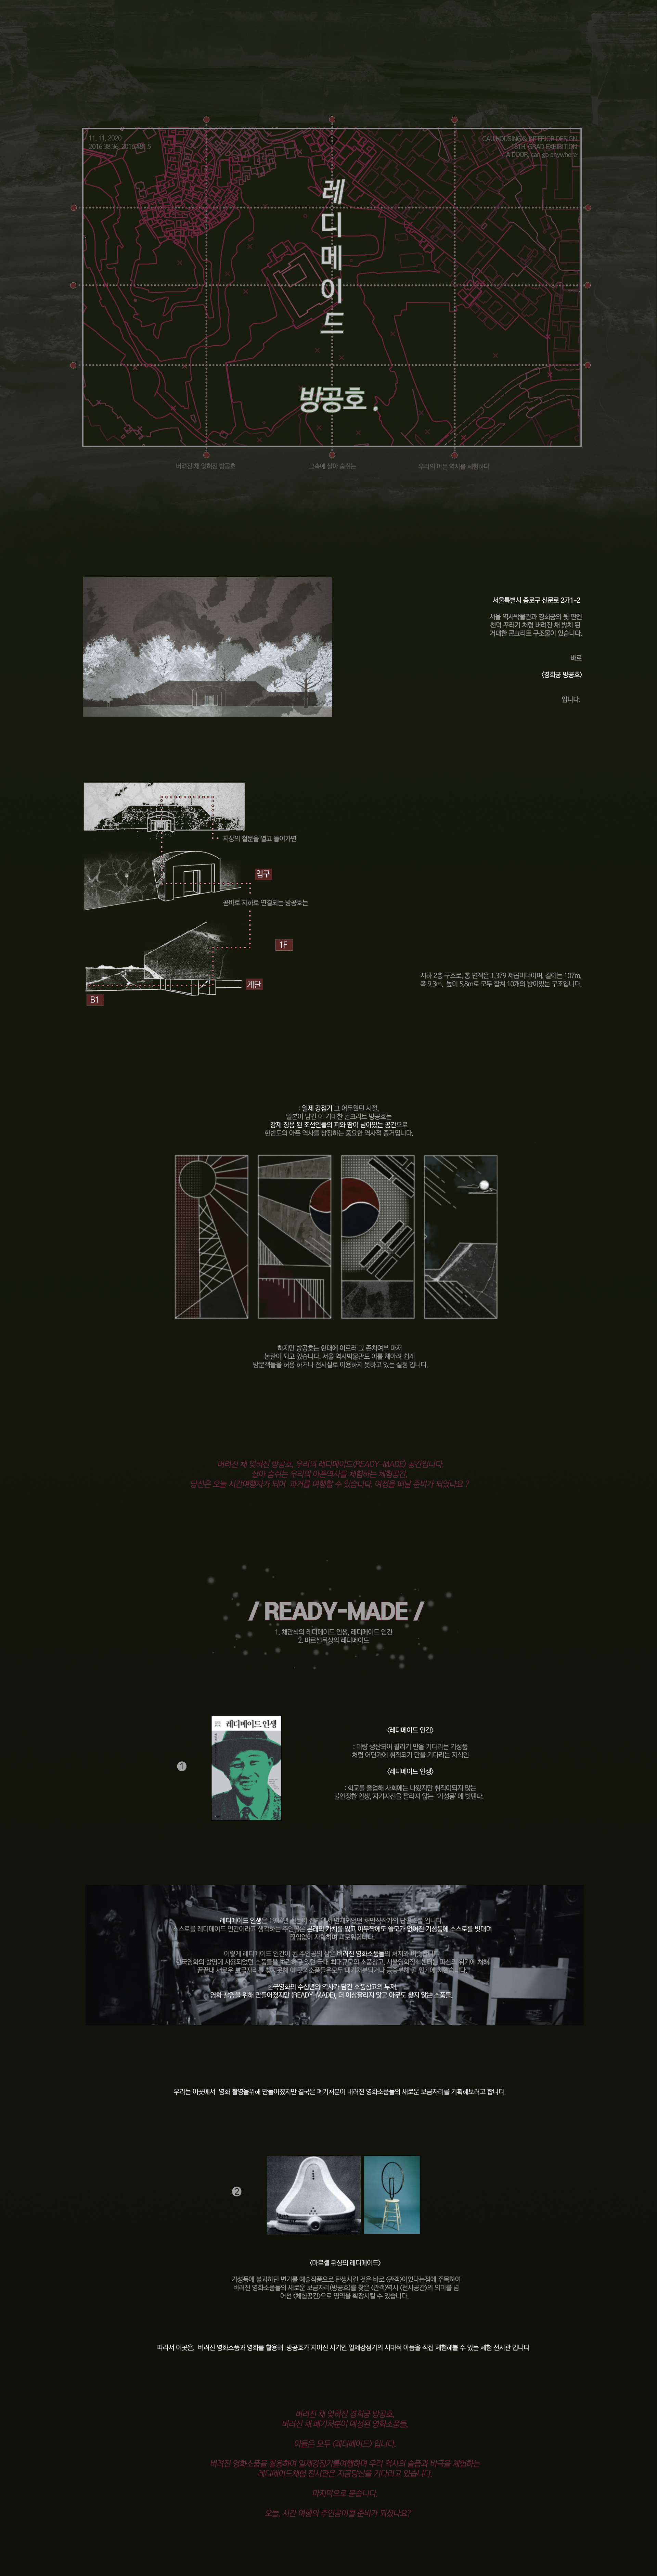 11. 11. 2020
CAU HOUSING & INTERIOR DESIGN
GRAD EXHIBITION
A DOOR, can go anywhere
레디메이드
방공호 .
버려진 채 잊혀진 방공호
그속에 살아 숨쉬는
우리의 아픈 역사를 체험하다
서울특별시 종로구 신문로 2가1-2
서울 역사박물관과 경희궁의 뒷 편엔
천덕 꾸러기 처럼 버려진 채 방치 된
거대한 콘크리트 구조물이 있습니다.
바로
<경희궁 방공호>
입니다.
지상의 철문을 열고 들어가면
입구
곧바로 지하로 연결되는 방공호는
1F
계단
B1
지하 2층 구조로, 총 면적은 1,379 제곱미터이며, 길이는 107m,
폭 9.3m, 높이 5.8m로 모두 합쳐 10개의 방이있는 구조입니다.
: 일제 강점기 그 어두웠던 시절,
일본이 남긴 이 거대한 콘크리트 방공호는
강제 징용 된 조선인들의 피와 땀이 남아있는 공간으로
한반도의 아픈 역사를 상징하는 중요한 역사적 증거입니다.
하지만 방공호는 현대에 이르러 그 존치여부 마저
논란이 되고 있습니다. 서울 역사박물관도 이를 헤아려 쉽게
방문객들을 허용 하거나 전시실로 이용하지 못하고 있는 실정 입니다.
버려진 채 잊혀진 방공호, 우리의 레디메이드(READY-MADE) 공간입니다.
살아 숨쉬는 우리의 아픈역사를 체험하는 체험공간,
당신은 오늘 시간여행자가 되어 과거를 여행할 수 있습니다. 여정을 떠날 준비가 되었나요 ?
/ READY-MADE /
1. 채만식의 레디메이드 인생, 레디메이드 인간
2. 마르셀뒤샹의 레디메이드
1
레디메이드 인생
<레디메이드 인간>
: 대량 생산되어 팔리기 만을 기다리는 기성품
처럼 어딘가에 취직되기 만을 기다리는 지식인
<레디메이드 인생>
: 학교를 졸업해 사회에는 나왔지만 취직이되지 않는
불안정한 인생, 자기자신을 팔리지 않는 '기성품' 에 빗댄다.
레디메이드 인생
스스로를 레디메이드 인간이라고 생각하는 주인공은 본래의 가치를 잃고 아무짝에도 쓸모가 없어진 기성품에 스스로를 빗대며
끊임없이 자책하며 괴로워한다.
이렇게 레디메이드 인간이 된 주인공의 삶은 버려진 영화소품들의 처지와
영화 촬영을 위해 만들어졌지만 (READY-MADE), 더 이상팔리지 않고 아무도 찾지 않는 소품들.
우리는 이곳에서 영화 촬영을위해 만들어졌지만 결국은 폐기처분이 내려진 영화소품들의 새로운 보금자리를 기획해보려고 합니다.
2
<마르셀 뒤샹의 레디메이드>
기성품에 불과하던 변기를 예술작품으로 탄생시킨 것은 바로 <관객>이었다는점에 주목하여
버려진 영화소품들의 새로운 보금자리(방공호)를 찾은 <관객>역시 <전시공간>의 의미를 넘
어선 <체험공간>으로 영역을 확장시킬 수 있습니다.
따라서 이곳은, 버려진 영화소품과 영화를 활용해 방공호가 지어진 시기인 일제강점기의 시대적 아픔을 직접 체험해볼 수 있는 체험 전시관 입니다
버려진 채 잊혀진 경희궁 방공호,
버려진 채 폐기처분이 예정된 영화소품들,
이들은 모두 <레디메이드> 입니다.
버려진 영화소품을 활용하여 일제강점기를여행하며 우리 역사의 슬픔과 비극을 체험하는
레디메이드체험 전시관은 지금당신을 기다리고 있습니다.
마지막으로 묻습니다,
오늘, 시간 여행의 주인공이될 준비가 되셨나요?